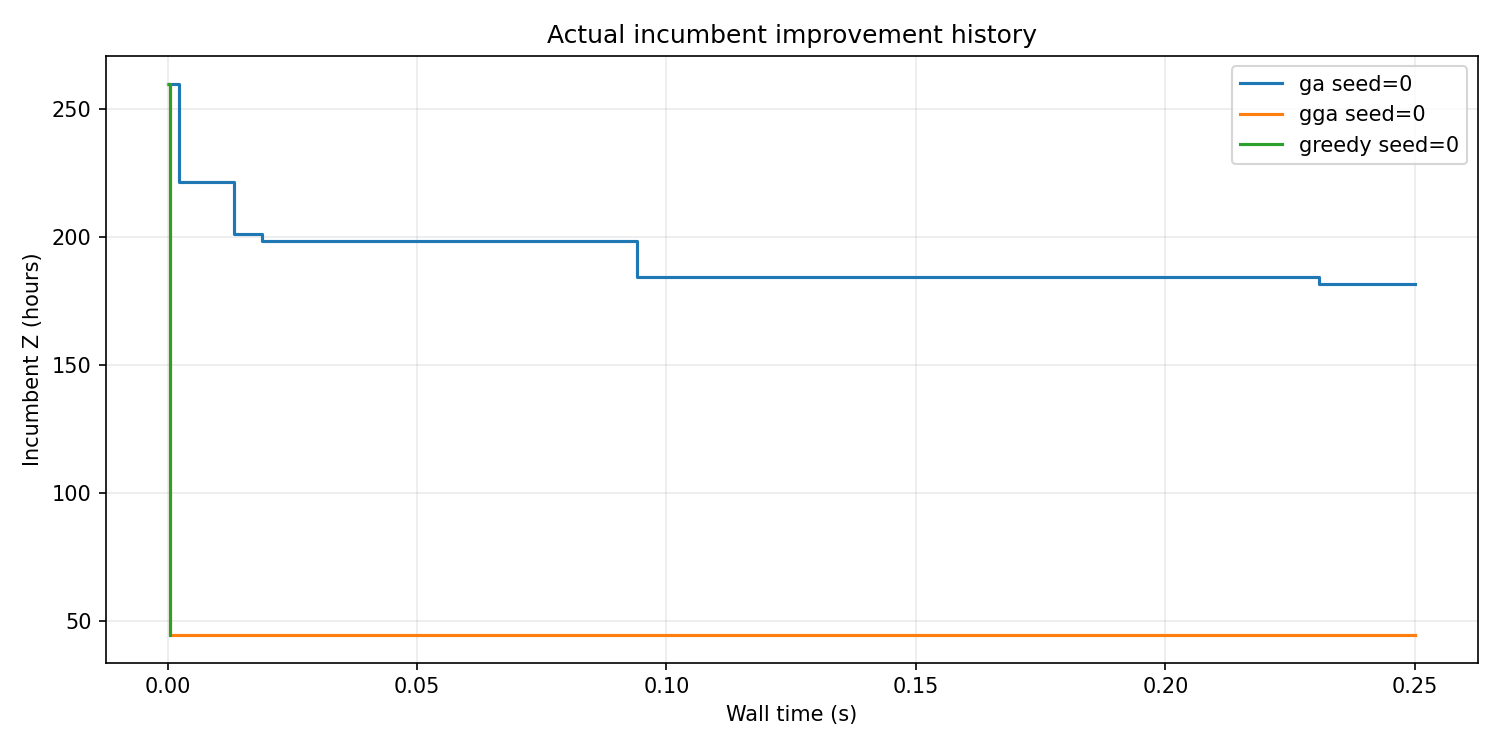 Actual incumbent improvement history
ga seed=0
gga seed=0
greedy seed=0
Incumbent Z (hours)
250
200
150
100
50
0.00 0.05 0.10 0.15 0.20 0.25
Wall time (s)